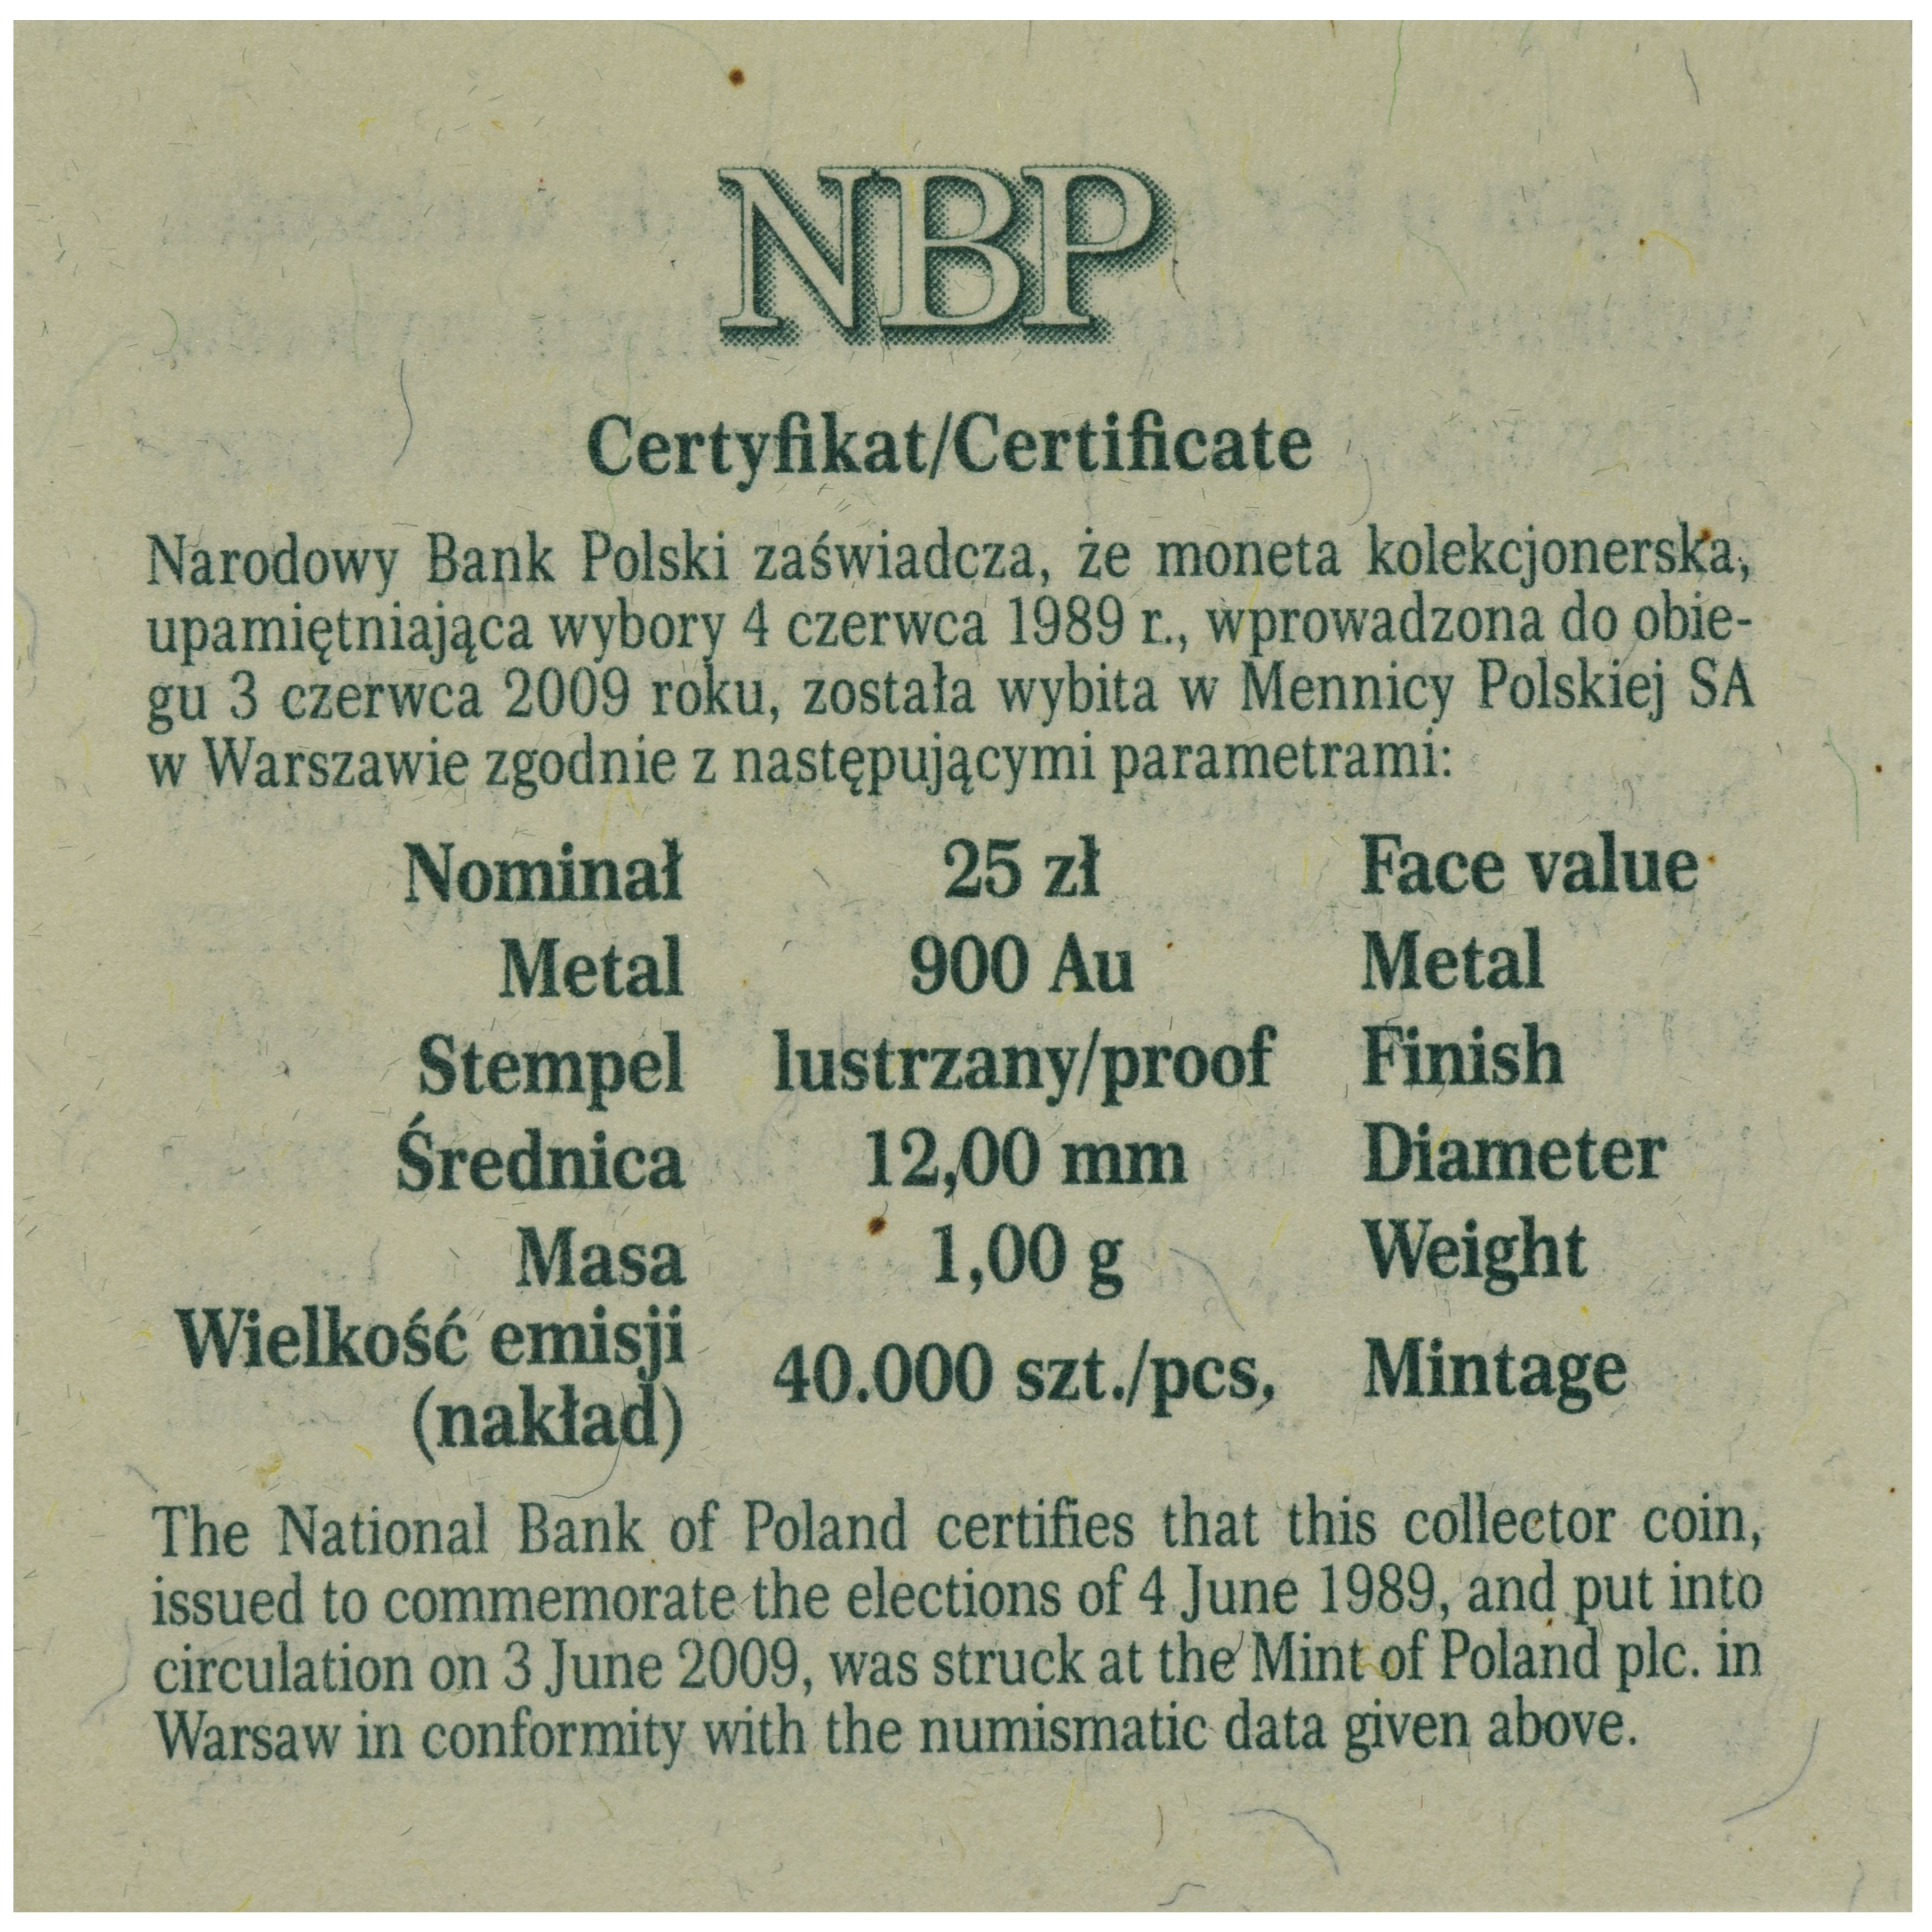 NBP
Certyfikat/Certificate
Narodowy Bank Polski zaświadcza, że moneta kolekcjonerska,
upamiętniająca wybory 4 czerwca 1989 r., wprowadzona do obie-
gu 3 czerwca 2009 roku, została wybita w Mennicy Polskiej SA
w Warszawie zgodnie z następującymi parametrami:
Nominał 25 zł Face value
Metal 900 Au Metal
Stempel lustrzany/proof Finish
Średnica 12,00 mm Diameter
Masa 1,00 g Weight
Wielkość emisji
(nakład) 40.000 szt./pcs, Mintage
The National Bank of Poland certifies that this collector coin,
issued to commemorate the elections of 4 June 1989, and put into
circulation on 3 June 2009, was struck at the Mint of Poland plc. in
Warsaw in conformity with the numismatic data given above.